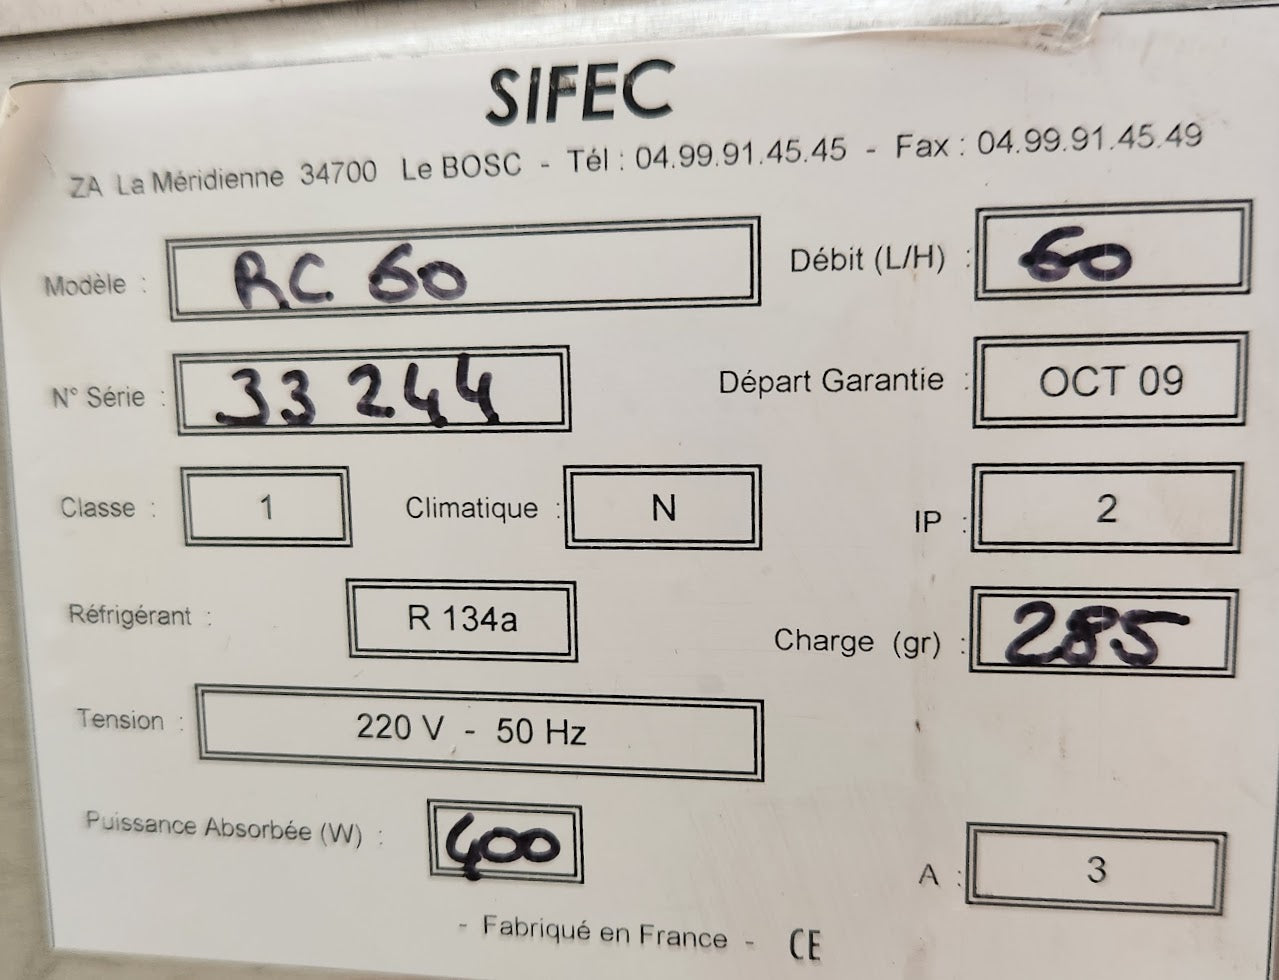 SIFEC
ZA La Méridienne 34700 Le BOSC - Tél : 04.99.91.45.45 - Fax : 04.99.91.45.49
Modèle : RC 60 Débit (L/H) : 60
N° Série : 33244 Départ Garantie : OCT 09
Classe : 1 Climatique : N IP : 2
Réfrigérant : R 134a Charge (gr) : 285
Tension : 220 V - 50 Hz
Puissance Absorbée (W) : 400 A : 3
- Fabriqué en France - CE